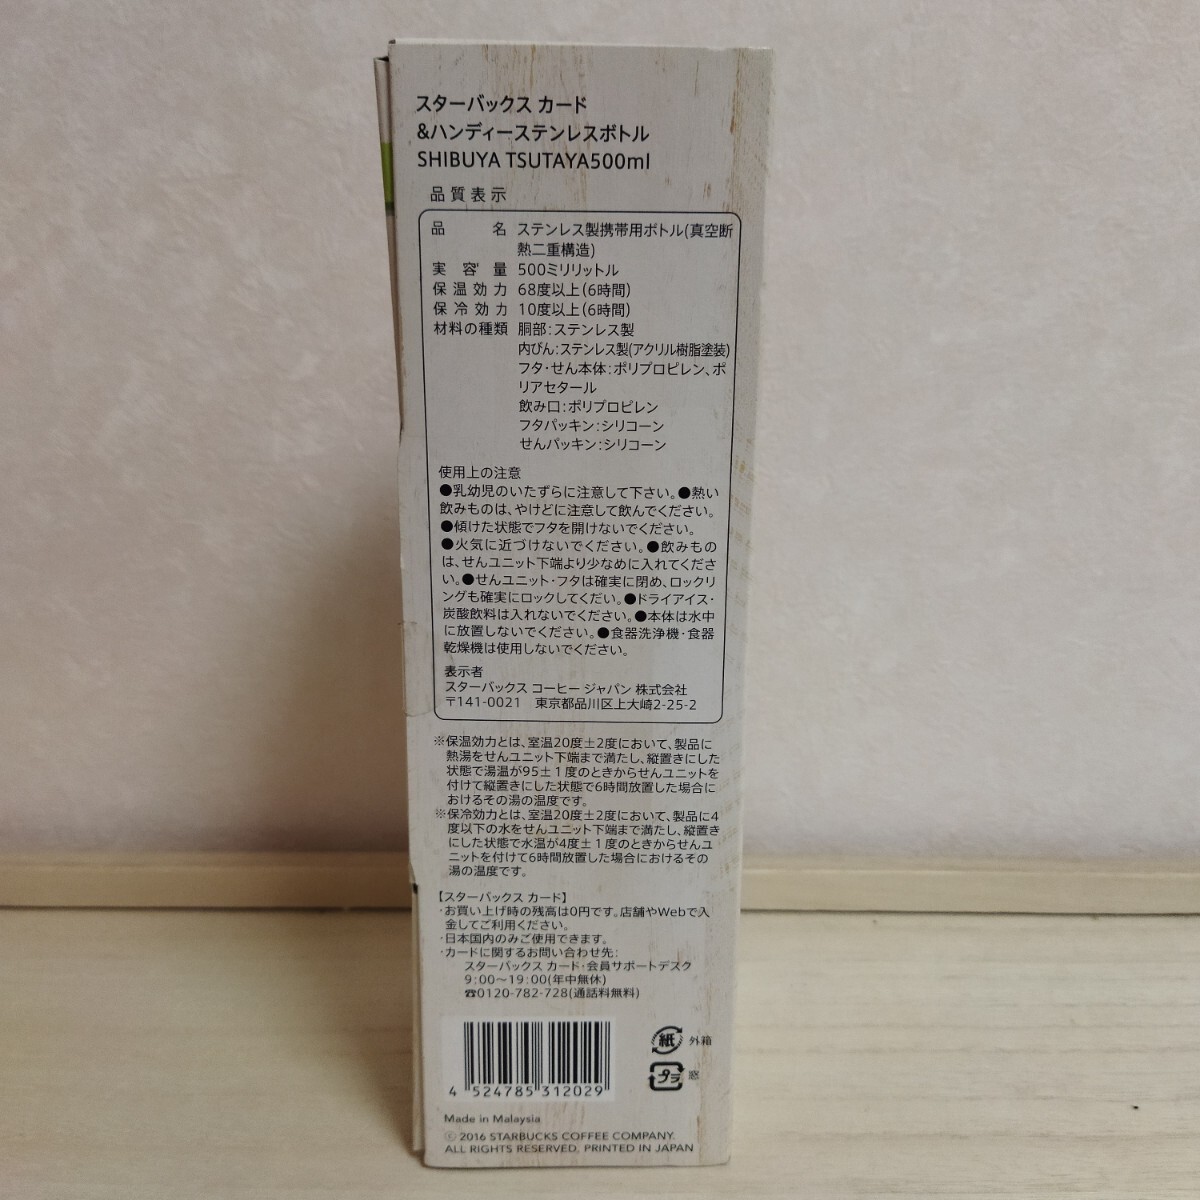 スターバックス カード
&ハンディーステンレスボトル
SHIBUYA TSUTAYA500ml
品質表示
品名 ステンレス製携帯用ボトル(真空断
熱二重構造)
実容量 500ミリリットル
保温効力 68度以上(6時間)
保冷効力 10度以上(6時間)
材料の種類 胴部:ステンレス製
内びん:ステンレス製(アクリル樹脂塗装)
フタ・せん本体:ポリプロピレン、ポ
リアセタール
飲み口:ポリプロピレン
フタパッキン:シリコーン
せんパッキン:シリコーン
使用上の注意
●乳幼児のいたずらに注意して下さい。●熱い
飲みものは、やけどに注意して飲んでください。
●傾けた状態でフタを開けないでください。
●火気に近づけないでください。●飲みもの
は、せんユニット下端より少なめに入れてくださ
い。●せんユニット・フタは確実に閉め、ロックリ
ングも確実にロックしてくだい。●ドライアイス・
炭酸飲料は入れないでください。●本体は水中
に放置しないでください。●食器洗浄機・食器
乾燥機は使用しないでください。
表示者
スターバックス コーヒー ジャパン 株式会社
〒141-0021 東京都品川区上大崎2-25-2
※保温効力とは、室温20度±2度において、製品に
熱湯をせんユニット下端まで満たし、縦置きにした
状態で湯温が95±1度のときからせんユニットを
付けて縦置きにした状態で6時間放置した場合に
おけるその湯の温度です。
※保冷効力とは、室温20度±2度において、製品に4
度以下の水をせんユニット下端まで満たし、縦置き
にした状態で水温が4度±1度のときからせんユ
ニットを付けて6時間放置した場合におけるその
湯の温度です。
【スターバックス カード】
・お買い上げ時の残高は0円です。店舗やWebで入
金してご利用ください。
・日本国内のみご使用できます。
・カードに関するお問い合わせ先:
スターバックス カード・会員サポートデスク
9:00～19:00(年中無休)
☎0120-782-728(通話料無料)
紙 外箱
プラ 窓
4 524785 312029
Made in Malaysia
© 2016 STARBUCKS COFFEE COMPANY.
ALL RIGHTS RESERVED. PRINTED IN JAPAN